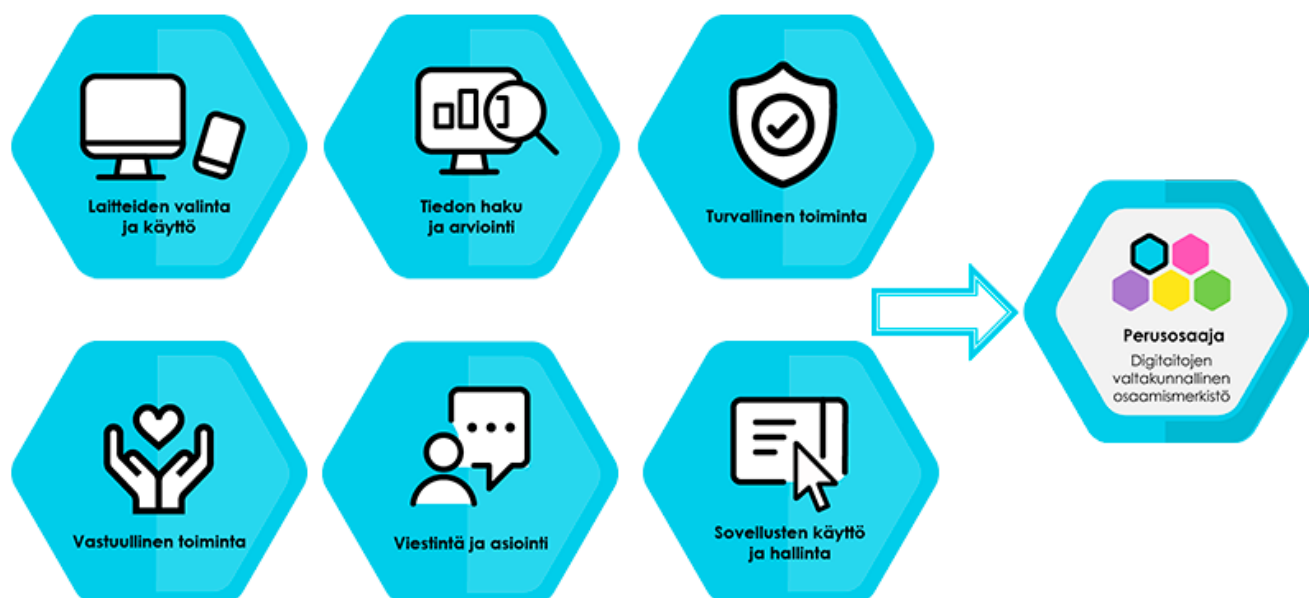 Laitteiden valinta
ja käyttö
Tiedon haku
ja arviointi
Turvallinen toiminta
Vastuullinen toiminta
Viestintä ja asiointi
Sovellusten käyttö
ja hallinta
Perusosaaja
Digitaitojen
valtakunnallinen
osaamismerkistö